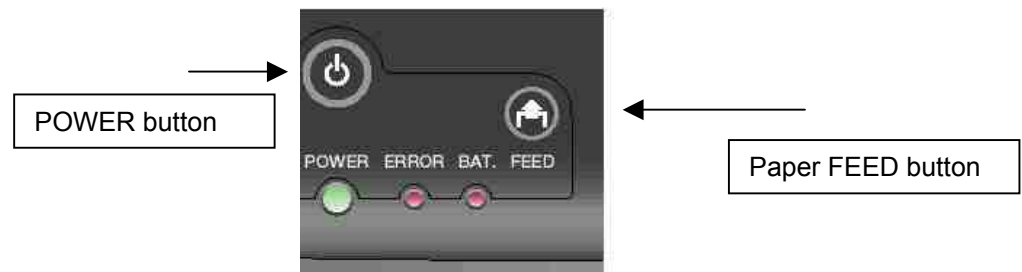 POWER button
POWER ERROR BAT. FEED
Paper FEED button